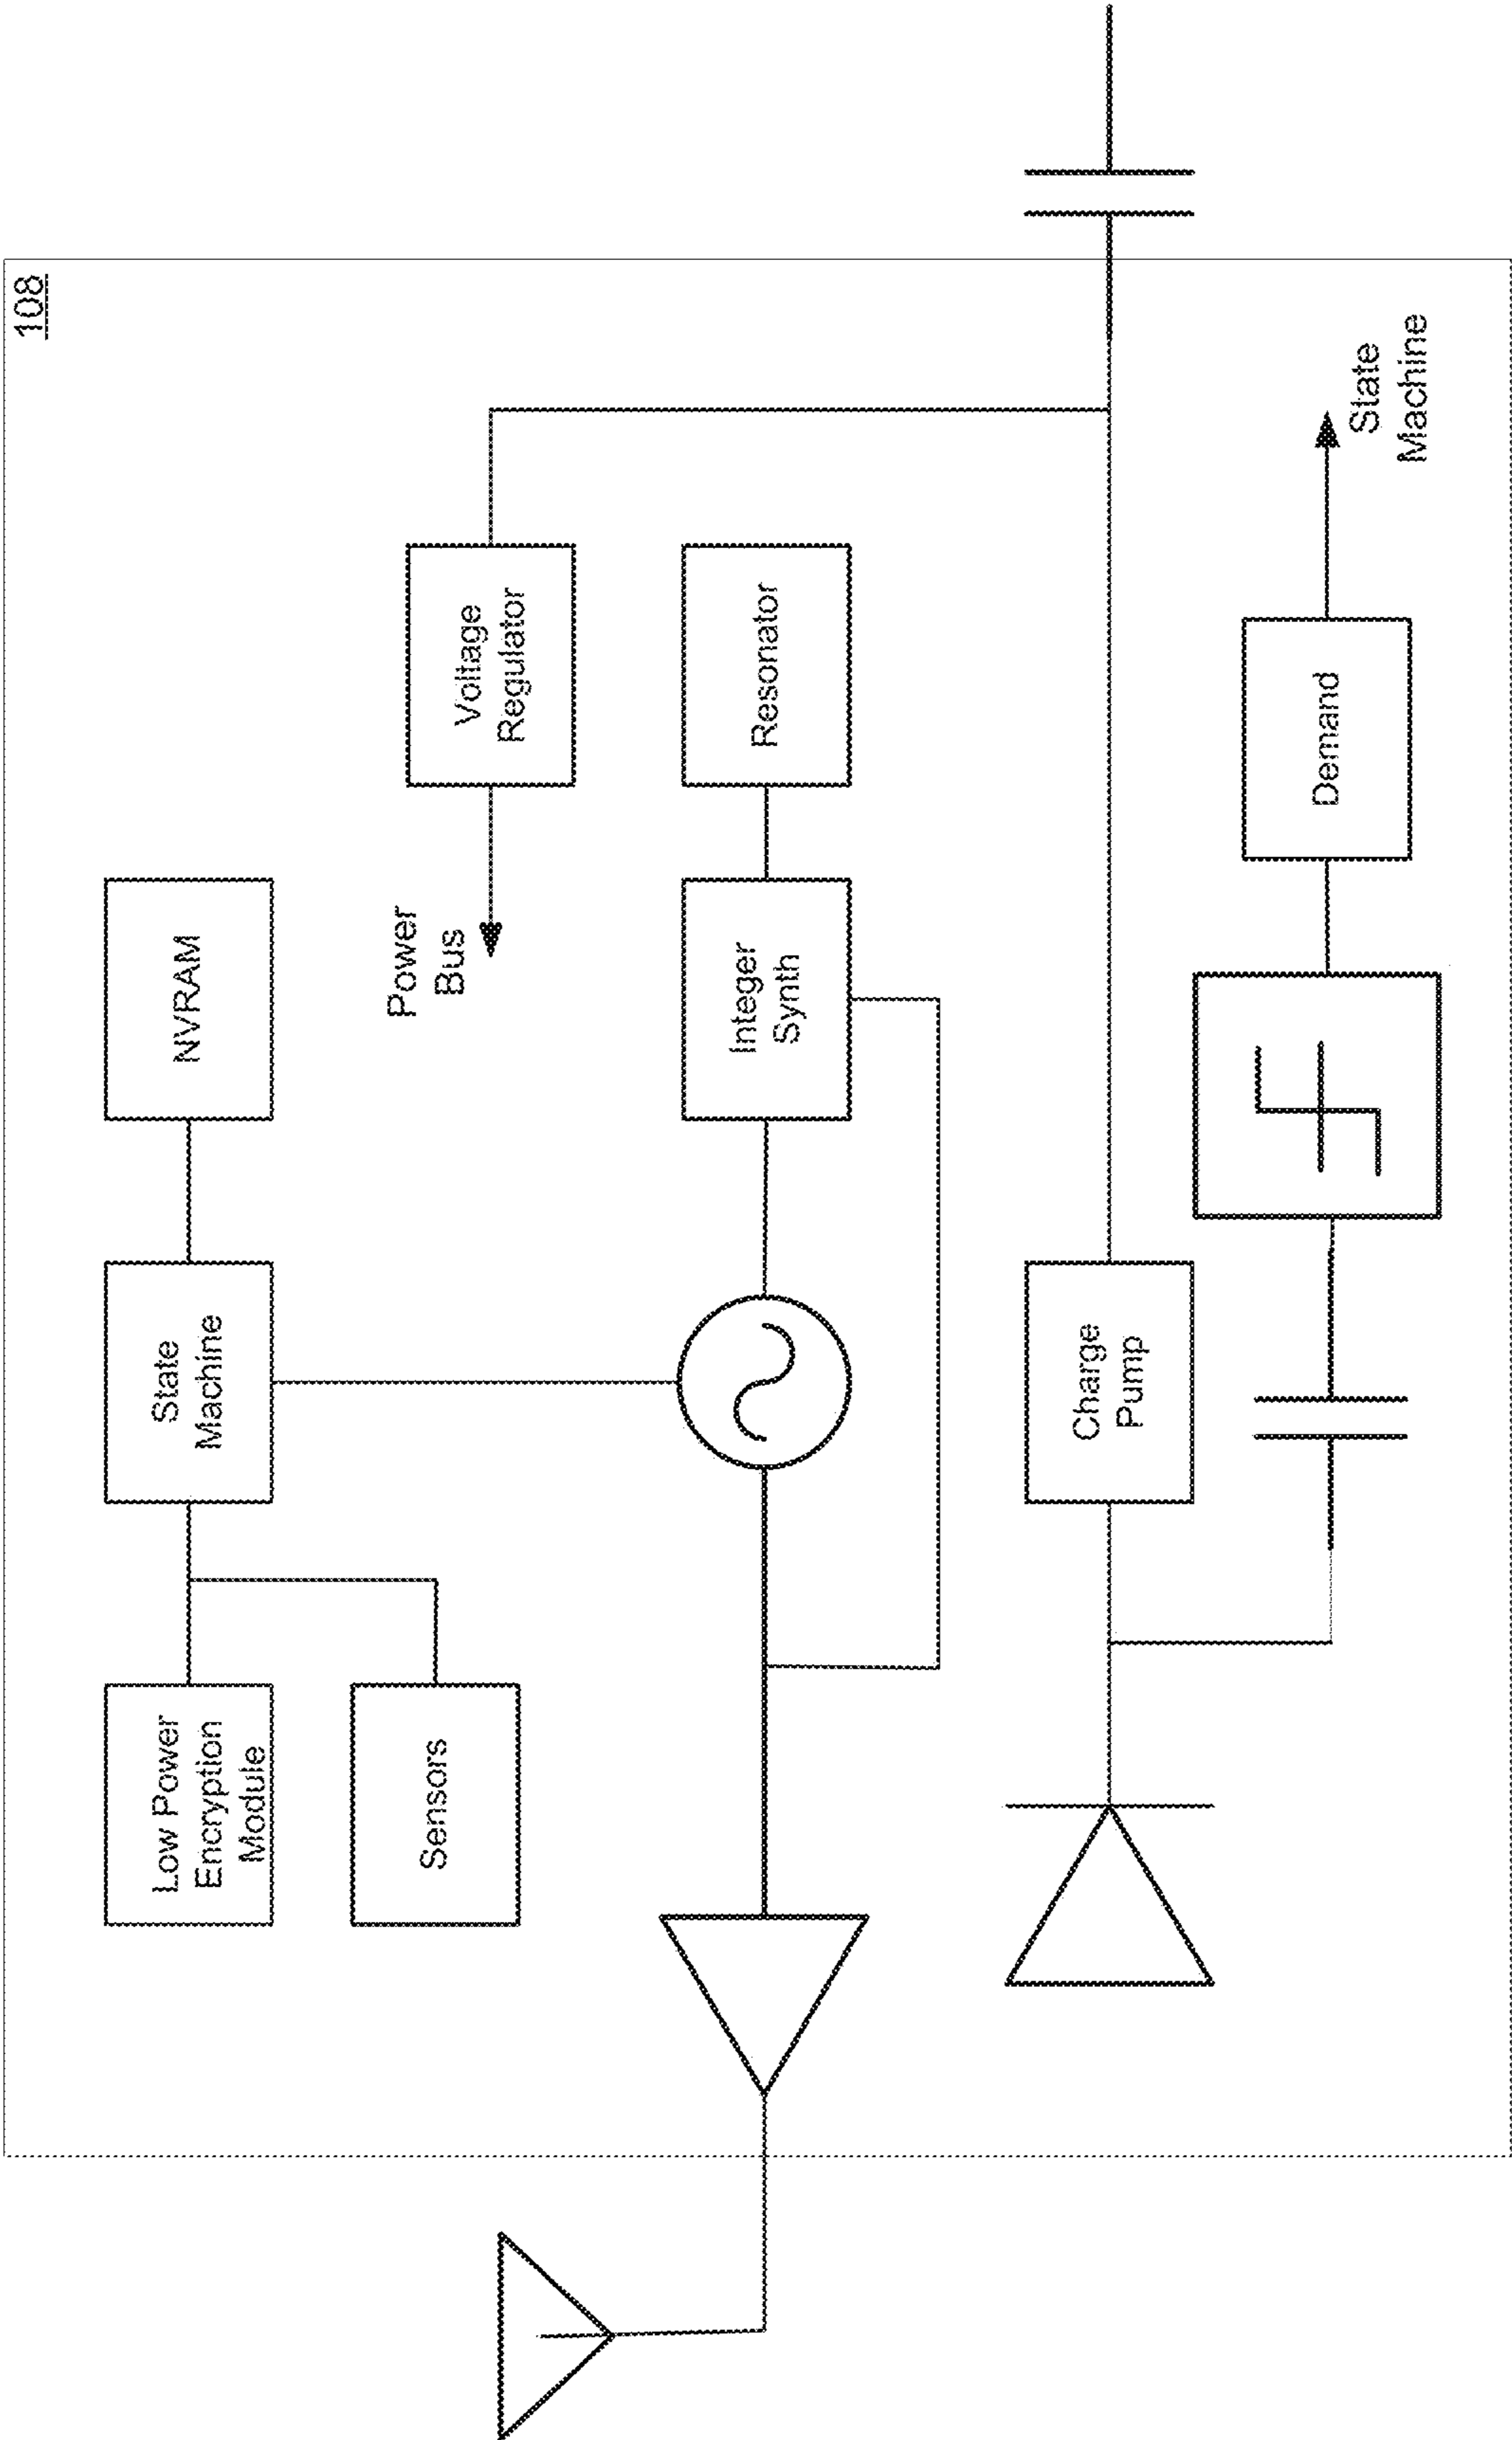 108
Low Power
Encryption
Module
State
Machine
NVRAM
Sensors
Power
Bus
Voltage
Regulator
Integer
Synth
Resonator
Charge
Pump
Demand
State
Machine